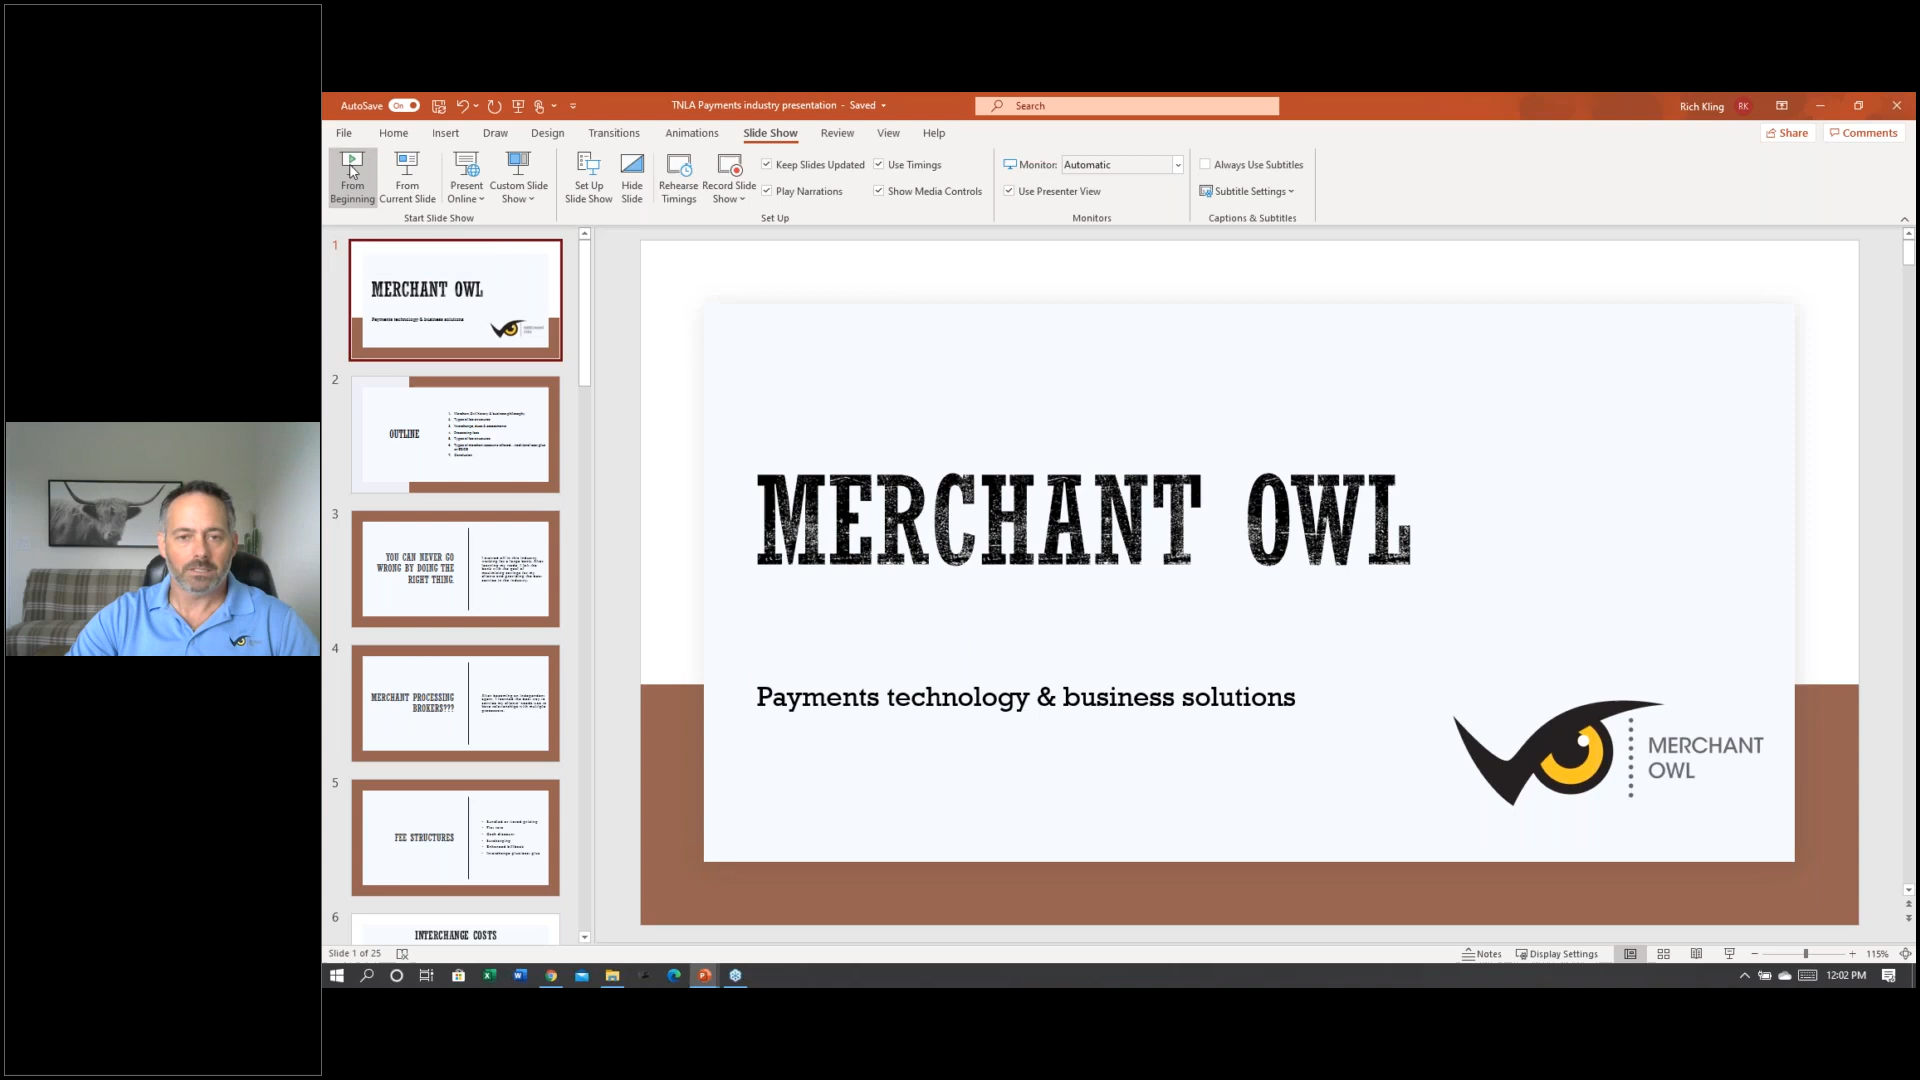 AutoSave On
TNLA Payments industry presentation - Saved
Search
Rich Kling RK
File Home Insert Draw Design Transitions Animations Slide Show Review View Help
Share Comments
From Beginning
From Current Slide
Present Online
Custom Slide Show
Set Up Slide Show
Hide Slide
Rehearse Timings
Record Slide Show
Keep Slides Updated
Use Timings
Play Narrations
Show Media Controls
Monitor: Automatic
Use Presenter View
Always Use Subtitles
Subtitle Settings
Start Slide Show
Set Up
Monitors
Captions & Subtitles
1
MERCHANT OWL
Payments technology & business solutions
2
OUTLINE
3
YOU CAN NEVER GO
WRONG BY DOING THE
RIGHT THING.
4
MERCHANT PROCESSING
BROKERS???
5
FEE STRUCTURES
6
INTERCHANGE COSTS
MERCHANT OWL
Payments technology & business solutions
MERCHANT
OWL
Slide 1 of 25
Notes
Display Settings
115%
12:02 PM